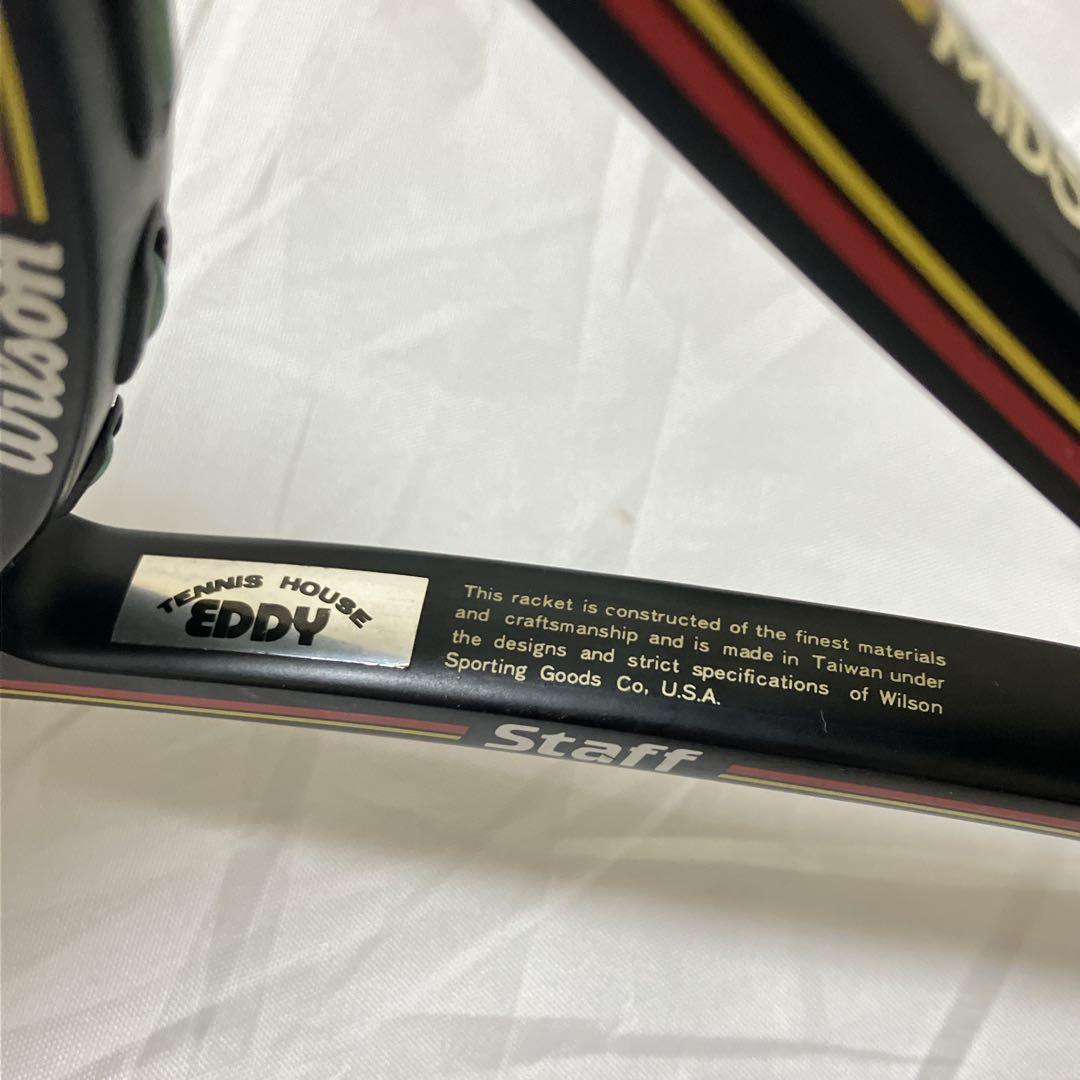 MIDS
Wilson
TENNIS HOUSE
EDDY
This racket is constructed of the finest materials
and craftsmanship and is made in Taiwan under
the designs and strict specifications of Wilson
Sporting Goods Co, U.S.A.
Staff